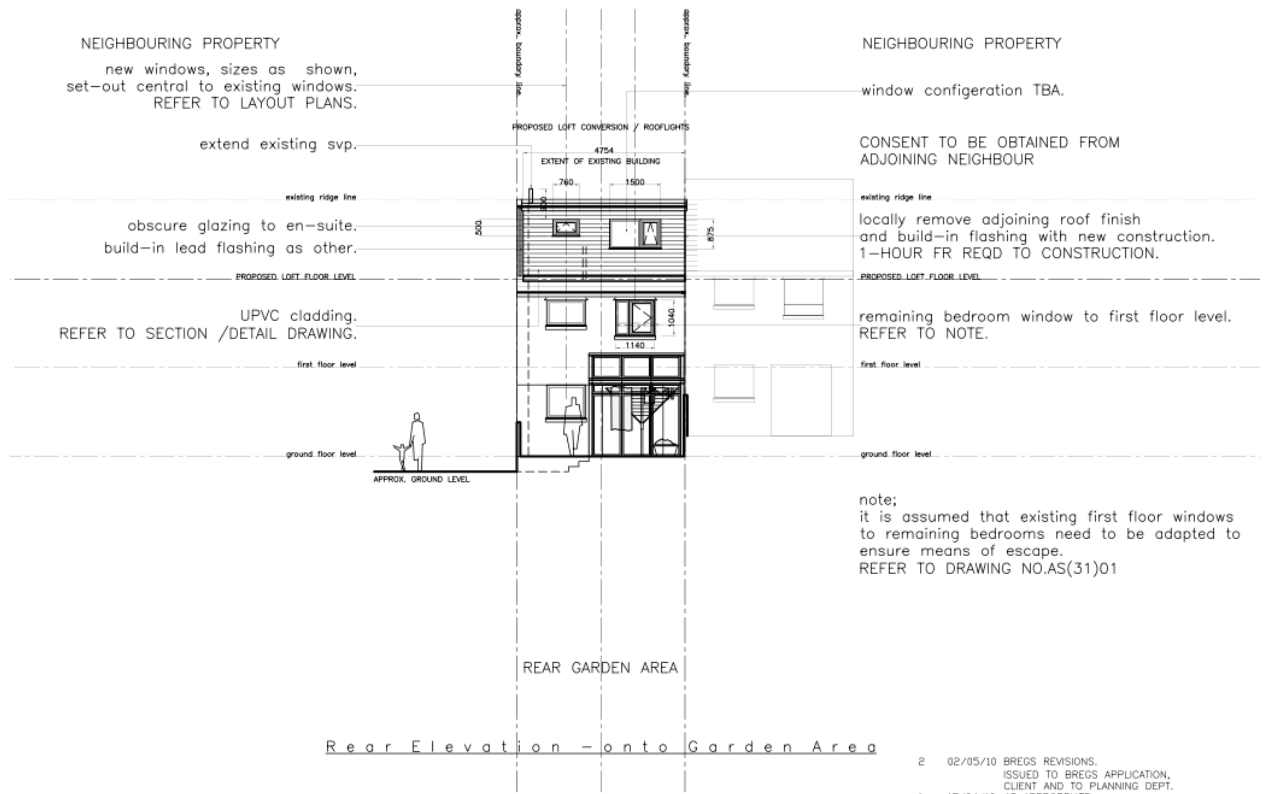 NEIGHBOURING PROPERTY
new windows, sizes as shown,
set-out central to existing windows.
REFER TO LAYOUT PLANS.
extend existing svp.
existing ridge line
obscure glazing to en-suite.
build-in lead flashing as other.
PROPOSED LOFT FLOOR LEVEL
UPVC cladding.
REFER TO SECTION /DETAIL DRAWING.
first floor level
ground floor level
APPROX. GROUND LEVEL
approx. boundary line.
approx. boundary line.
PROPOSED LOFT CONVERSION / ROOFLIGHTS
4754
EXTENT OF EXISTING BUILDING
760
1500
500
875
1040
1140
NEIGHBOURING PROPERTY
window configeration TBA.
CONSENT TO BE OBTAINED FROM
ADJOINING NEIGHBOUR
existing ridge line
locally remove adjoining roof finish
and build-in flashing with new construction.
1-HOUR FR REQD TO CONSTRUCTION.
PROPOSED LOFT FLOOR LEVEL
remaining bedroom window to first floor level.
REFER TO NOTE.
first floor level
ground floor level
note;
it is assumed that existing first floor windows
to remaining bedrooms need to be adapted to
ensure means of escape.
REFER TO DRAWING NO.AS(31)01
REAR GARDEN AREA
Rear Elevation -onto Garden Area
2 02/05/10 BREGS REVISIONS.
ISSUED TO BREGS APPLICATION,
CLIENT AND TO PLANNING DEPT.